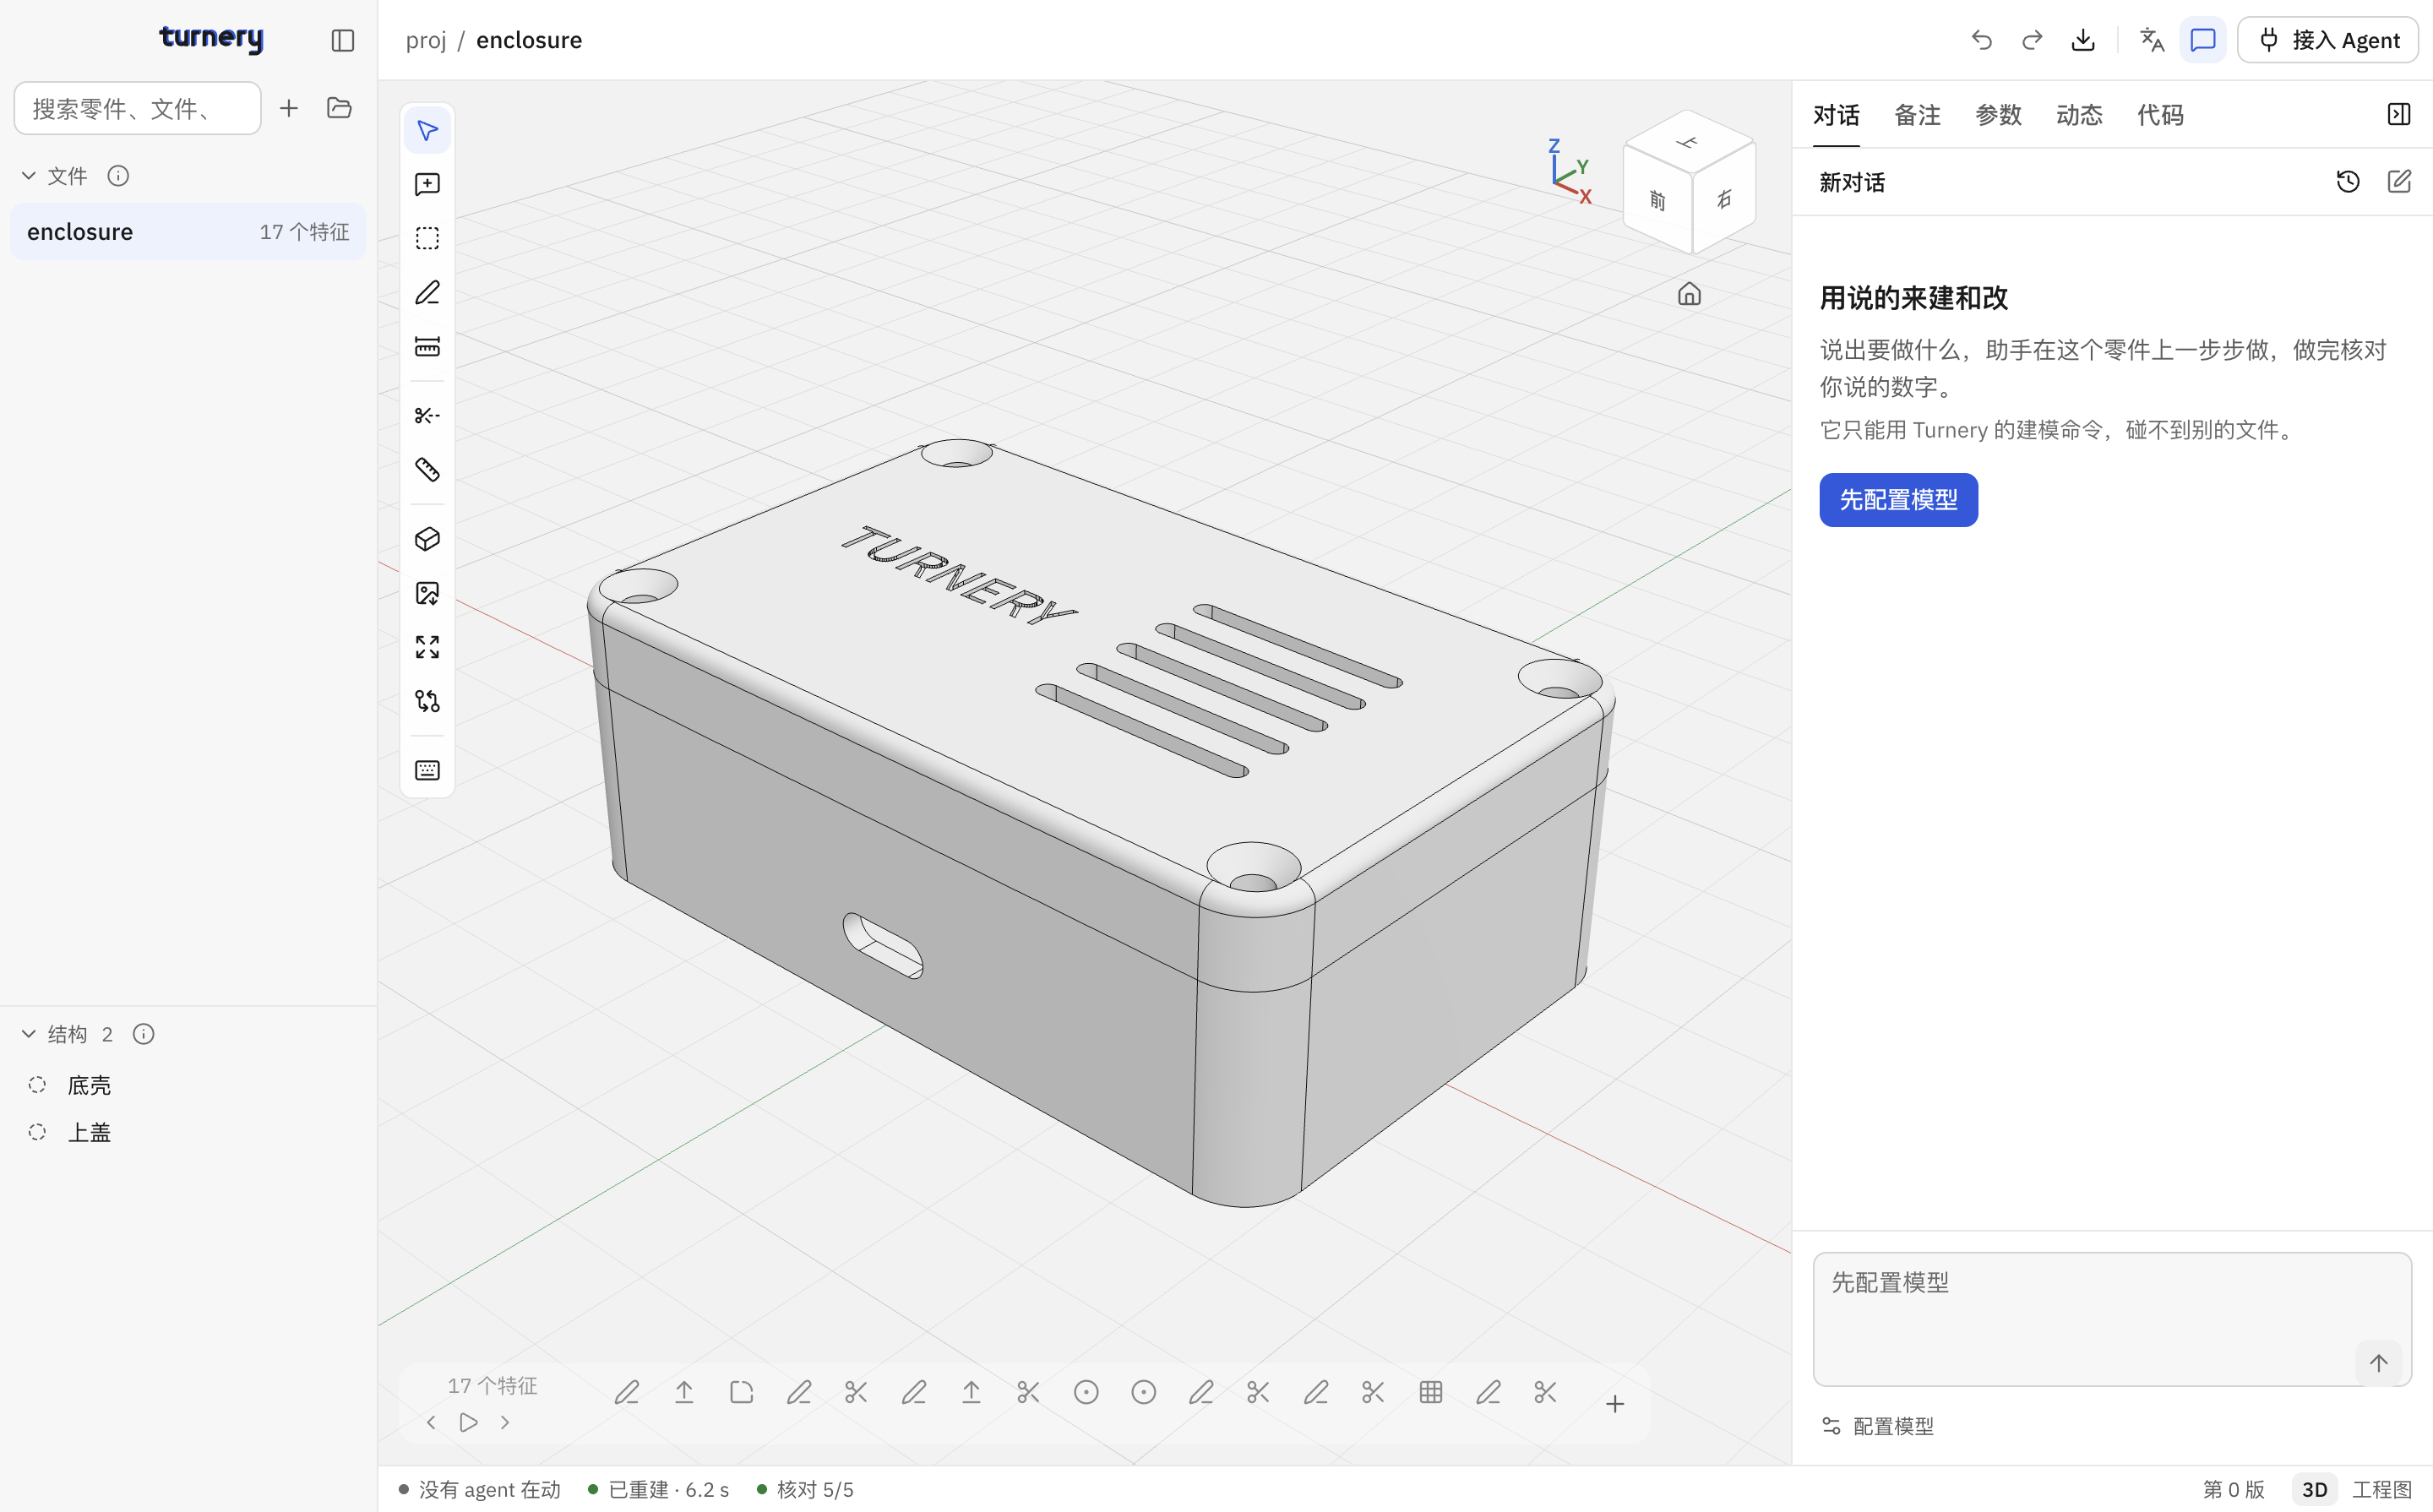 turnery
proj / enclosure
接入 Agent
搜索零件、文件、
文件
enclosure 17 个特征
结构 2
底壳
上盖
Z
Y
X
上
前
右
TURNERY
17 个特征
对话 备注 参数 动态 代码
新对话
用说的来建和改
说出要做什么，助手在这个零件上一步步做，做完核对
你说的数字。
它只能用 Turnery 的建模命令，碰不到别的文件。
先配置模型
先配置模型
配置模型
没有 agent 在动 已重建 · 6.2 s 核对 5/5
第 0 版 3D 工程图